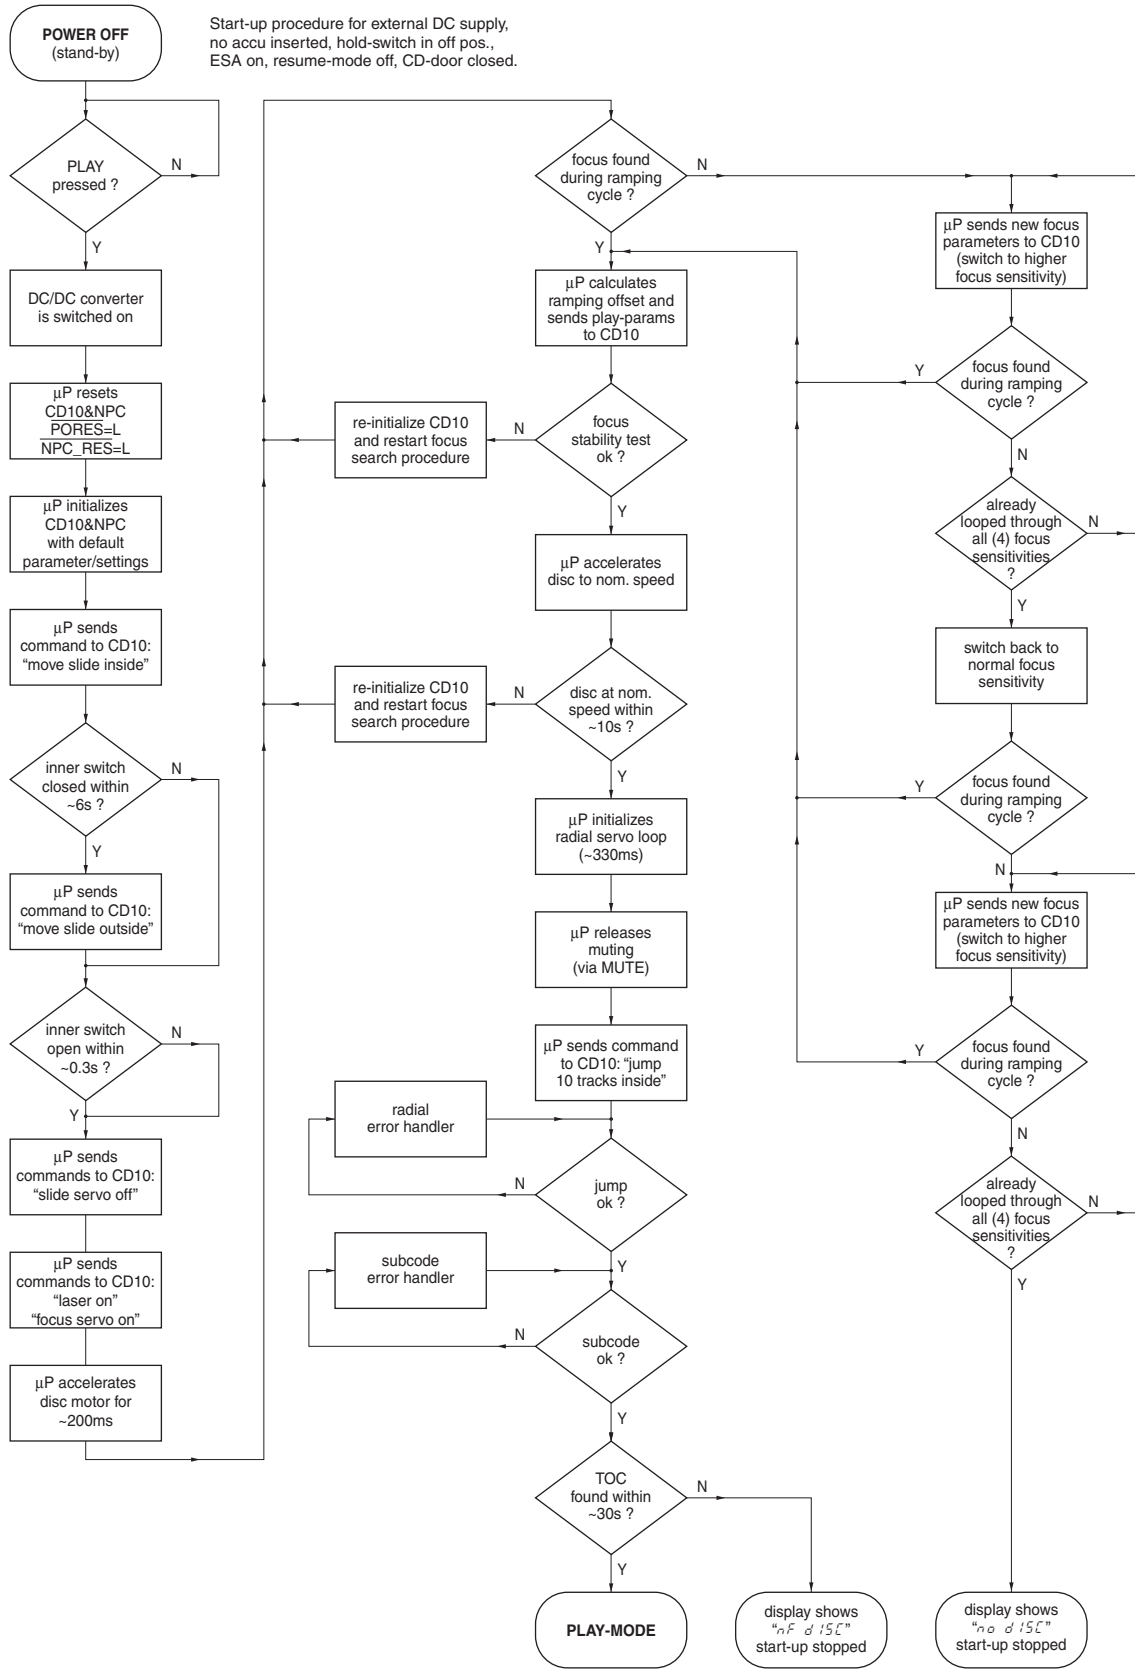 POWER OFF
(stand-by)
Start-up procedure for external DC supply,
no accu inserted, hold-switch in off pos.,
ESA on, resume-mode off, CD-door closed.
PLAY
pressed ?
N
Y
DC/DC converter
is switched on
µP resets
CD10&NPC
PORES=L
NPC_RES=L
µP initializes
CD10&NPC
with default
parameter/settings
µP sends
command to CD10:
“move slide inside”
inner switch
closed within
~6s ?
N
Y
µP sends
command to CD10:
“move slide outside”
inner switch
open within
~0.3s ?
N
Y
µP sends
commands to CD10:
“slide servo off”
µP sends
commands to CD10:
“laser on”
“focus servo on”
µP accelerates
disc motor for
~200ms
focus found
during ramping
cycle ?
N
Y
µP calculates
ramping offset and
sends play-params
to CD10
focus
stability test
ok ?
N
re-initialize CD10
and restart focus
search procedure
Y
µP accelerates
disc to nom. speed
disc at nom.
speed within
~10s ?
N
re-initialize CD10
and restart focus
search procedure
Y
µP initializes
radial servo loop
(~330ms)
µP releases
muting
(via MUTE)
µP sends command
to CD10: “jump
10 tracks inside”
radial
error handler
jump
ok ?
N
Y
subcode
error handler
subcode
ok ?
N
Y
TOC
found within
~30s ?
N
Y
PLAY-MODE
display shows
“nF dISC”
start-up stopped
µP sends new focus
parameters to CD10
(switch to higher
focus sensitivity)
focus found
during ramping
cycle ?
Y
N
already
looped through
all (4) focus
sensitivities
?
N
Y
switch back to
normal focus
sensitivity
focus found
during ramping
cycle ?
Y
N
µP sends new focus
parameters to CD10
(switch to higher
focus sensitivity)
focus found
during ramping
cycle ?
Y
N
already
looped through
all (4) focus
sensitivities
?
N
Y
display shows
“no dISC”
start-up stopped